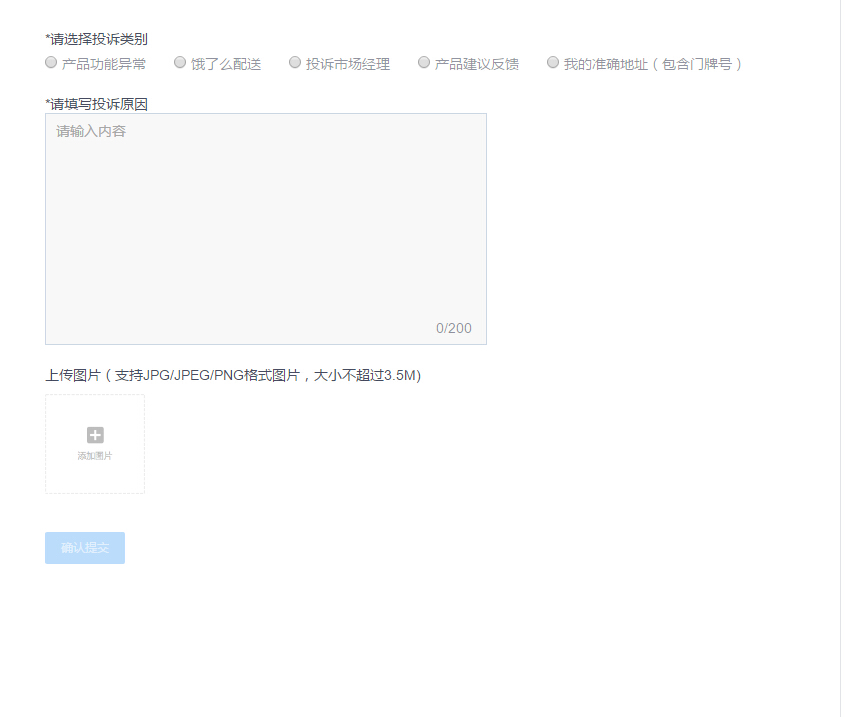 *请选择投诉类别
产品功能异常 饿了么配送 投诉市场经理 产品建议反馈 我的准确地址（包含门牌号）
*请填写投诉原因
请输入内容
0/200
上传图片（支持JPG/JPEG/PNG格式图片，大小不超过3.5M)
添加图片
确认提交